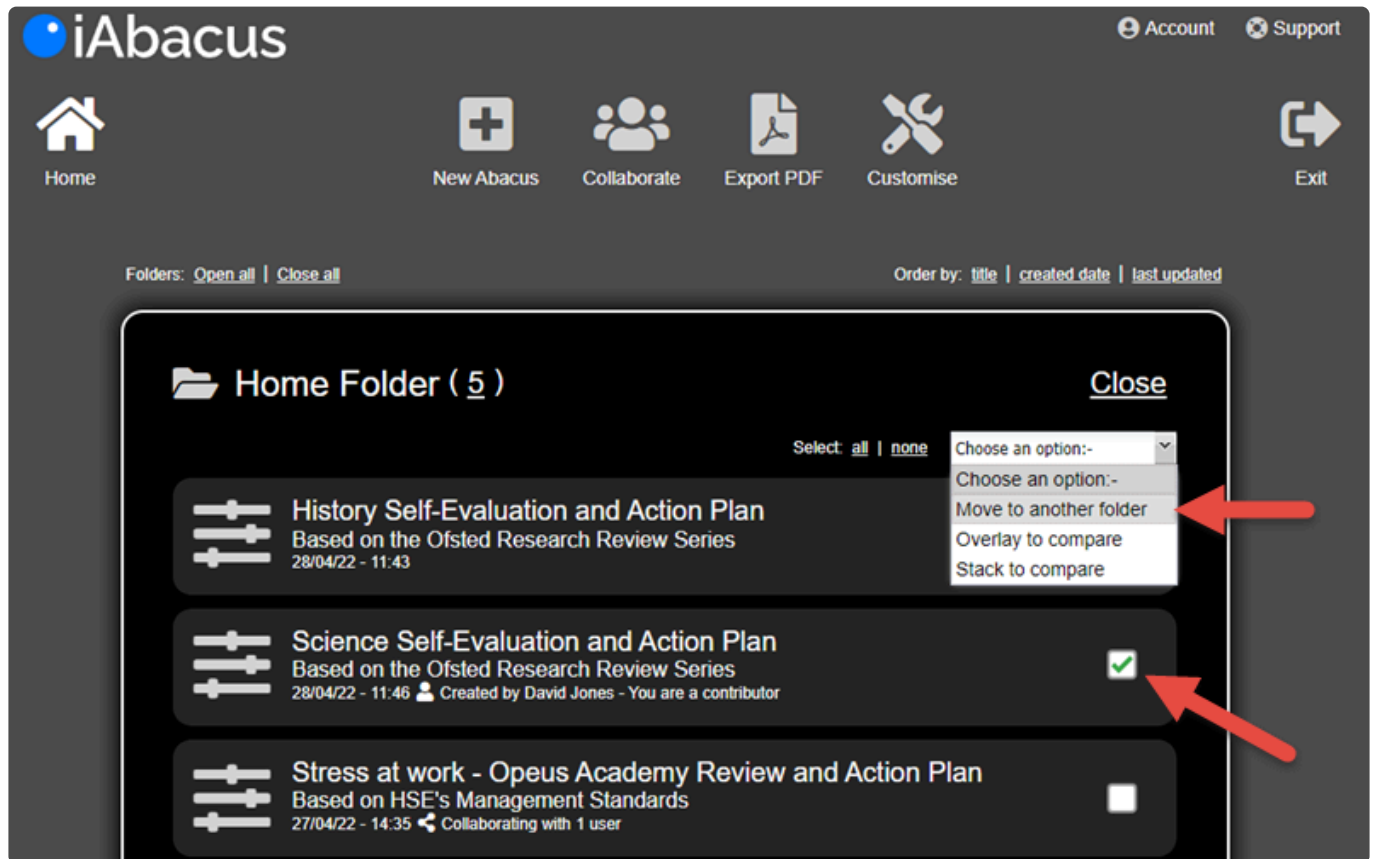 iAbacus
Account Support
Home
New Abacus
Collaborate
Export PDF
Customise
Exit
Folders: Open all | Close all
Order by: title | created date | last updated
Home Folder ( 5 )
Close
Select: all | none
Choose an option:-
Choose an option:-
Move to another folder
Overlay to compare
Stack to compare
History Self-Evaluation and Action Plan
Based on the Ofsted Research Review Series
28/04/22 - 11:43
Science Self-Evaluation and Action Plan
Based on the Ofsted Research Review Series
28/04/22 - 11:46 Created by David Jones - You are a contributor
Stress at work - Opeus Academy Review and Action Plan
Based on HSE's Management Standards
27/04/22 - 14:35 Collaborating with 1 user